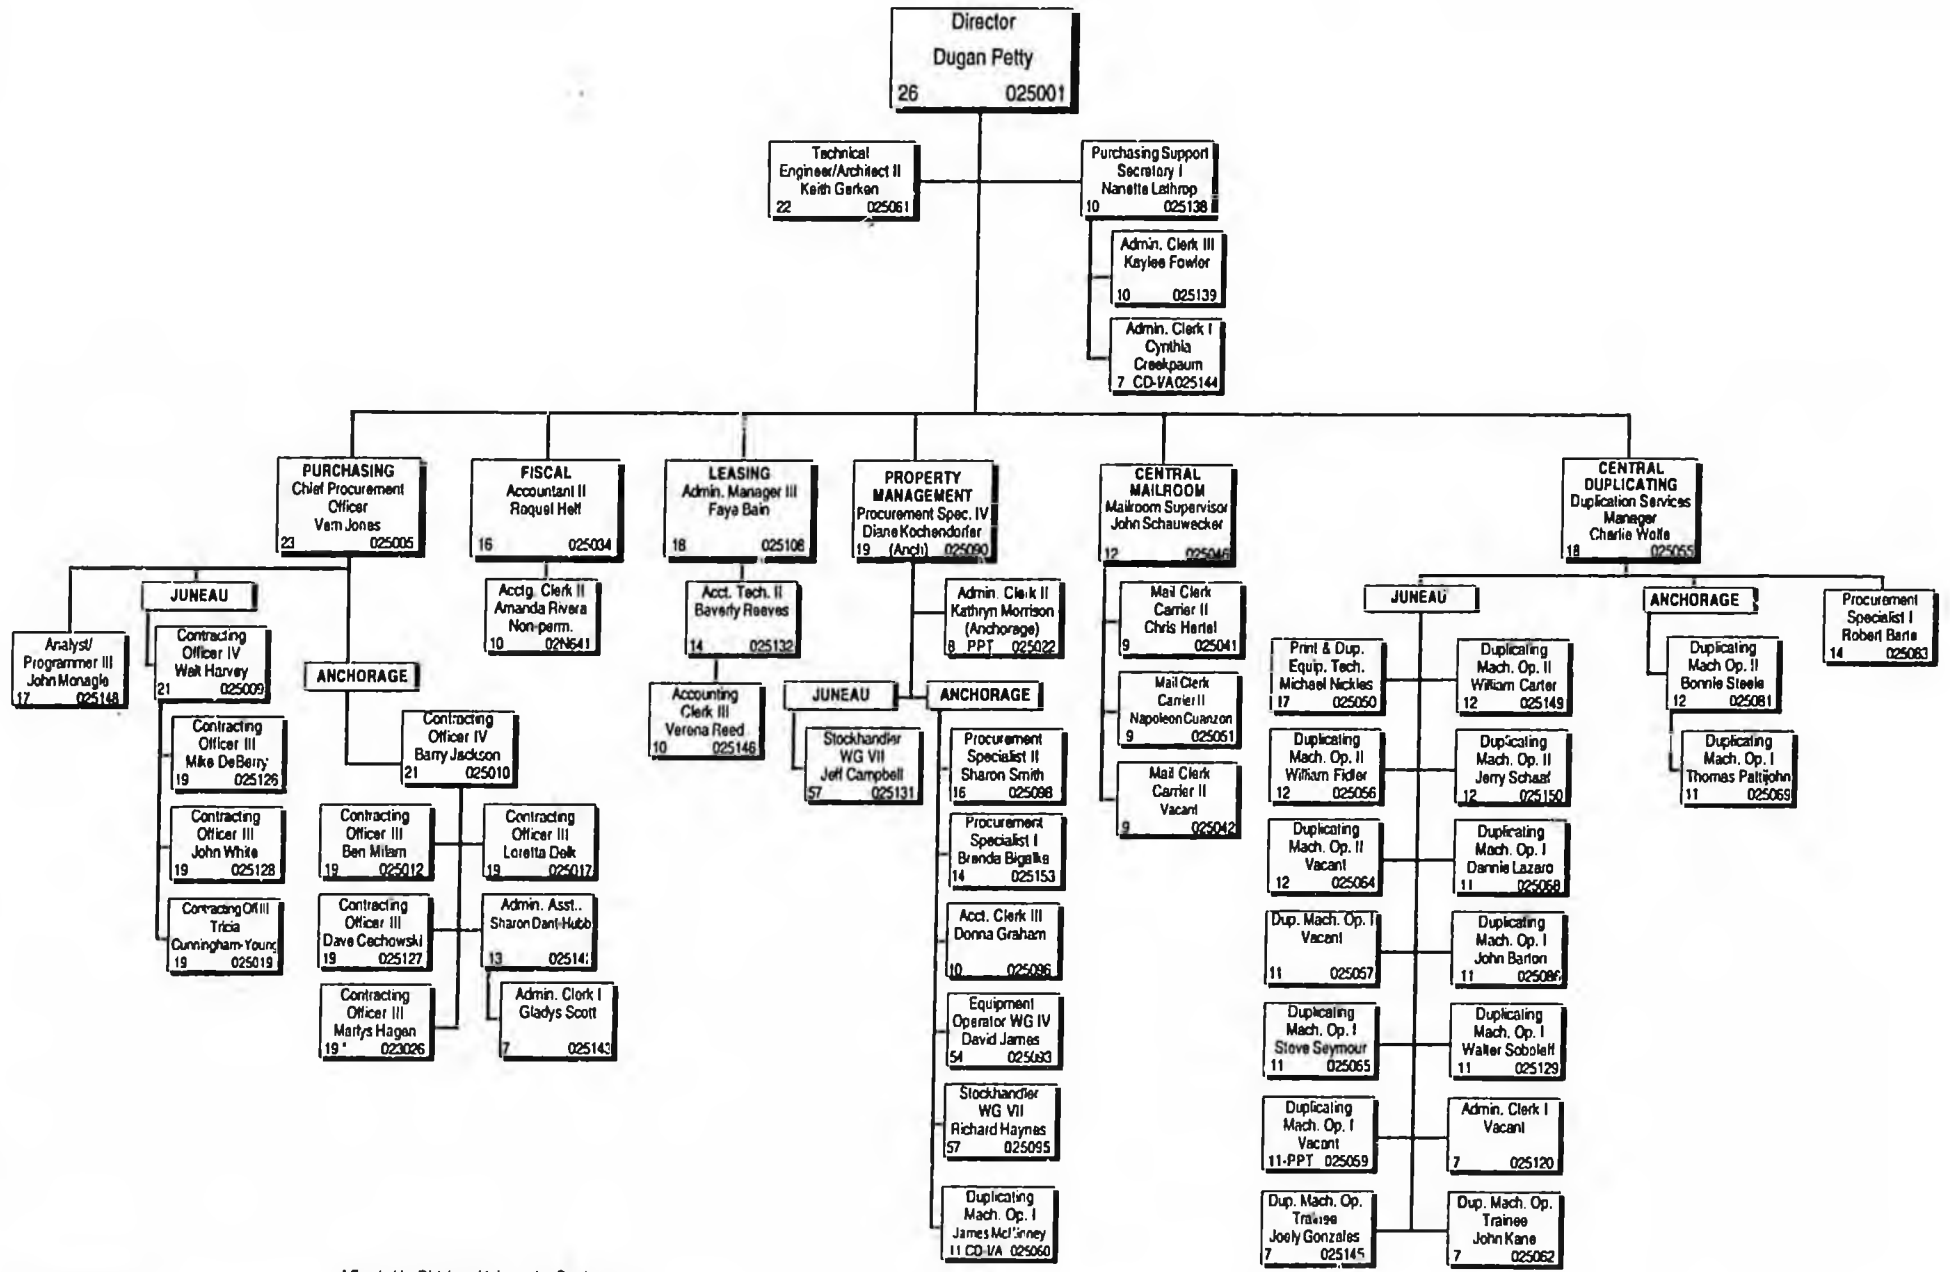 Director
Dugan Petty
26 025001
Technical
Engineer/Architect II
Keith Gerken
22 025061
Purchasing Support
Secretary I
Nanette Lathrop
10 025138
Admin. Clerk III
Kaylee Fowler
10 025139
Admin. Clerk I
Cynthia
Creekpaum
7 CD-I/A 025144
PURCHASING
Chief Procurement
Officer
Vern Jones
23 025005
FISCAL
Accountant II
Roquel Helf
16 025034
LEASING
Admin. Manager III
Faye Bain
18 025108
PROPERTY
MANAGEMENT
Procurement Spec. IV
Diane Kochendorfer
19 (Anch) 025090
CENTRAL
MAILROOM
Mailroom Supervisor
John Schauwecker
12 025046
CENTRAL
DUPLICATING
Duplication Services
Manager
Charlie Wolfe
18 025055
Analyst/
Programmer III
John Monagle
17 025148
JUNEAU
Contracting
Officer IV
Walt Harvey
21 025009
Contracting
Officer III
Mike DeBerry
19 025126
Contracting
Officer III
John White
19 025128
Contracting Off III
Tricia
Cunningham-Young
19 025019
ANCHORAGE
Contracting
Officer IV
Barry Jackson
21 025010
Contracting
Officer III
Ben Milam
19 025012
Contracting
Officer III
Loretta Delk
19 025017
Contracting
Officer III
Dave Cechowski
19 025127
Admin. Asst..
Sharon Dant-Hubb
13
Contracting
Officer III
Marlys Hagen
19 023026
Admin. Clerk I
Gladys Scott
7 025143
Acctg. Clerk II
Amanda Rivera
Non-perm.
10 02N641
Acct. Tech. II
Beverly Reeves
14 025132
Accounting
Clerk III
Verena Reed
10 025146
Admin. Clerk II
Kathryn Morrison
(Anchorage)
8 PPT 025022
JUNEAU
Stockhandler
WG VII
Jeff Campbell
57 025131
ANCHORAGE
Procurement
Specialist II
Sharon Smith
16 025098
Procurement
Specialist I
Brenda Bigelke
14 025153
Acct. Clerk III
Donna Graham
10 025096
Equipment
Operator WG IV
David James
54 025093
Stockhandler
WG VII
Richard Haynes
57 025095
Duplicating
Mach. Op. I
James McKinney
11 CD I/A 025060
Mail Clerk
Carrier II
Chris Hertel
9 025041
Mail Clerk
Carrier II
Napoleon Cuanzon
9 025051
Mail Clerk
Carrier II
Vacant
9 025042
JUNEAU
Print & Dup.
Equip. Tech.
Michael Nickles
17 025050
Duplicating
Mach. Op. II
William Carter
12 025149
Duplicating
Mach. Op. II
William Fidler
12 025056
Duplicating
Mach. Op. II
Jerry Schaaf
12 025150
Duplicating
Mach. Op. II
Vacant
12 025064
Duplicating
Mach. Op. I
Dannie Lazaro
11 025068
Dup. Mach. Op. I
Vacant
11 025057
Duplicating
Mach. Op. I
John Barton
11 025086
Duplicating
Mach. Op. I
Steve Seymour
11 025065
Duplicating
Mach. Op. I
Walter Soboleff
11 025129
Duplicating
Mach. Op. I
Vacant
11-PPT 025059
Admin. Clerk I
Vacant
7 025120
Dup. Mach. Op.
Trainee
Joely Gonzales
7 025145
Dup. Mach. Op.
Trainee
John Kane
7 025062
ANCHORAGE
Duplicating
Mach Op. II
Bonnie Steele
12 025081
Duplicating
Mach. Op. I
Thomas Pattijohn
11 025069
Procurement
Specialist I
Robert Barte
14 025063